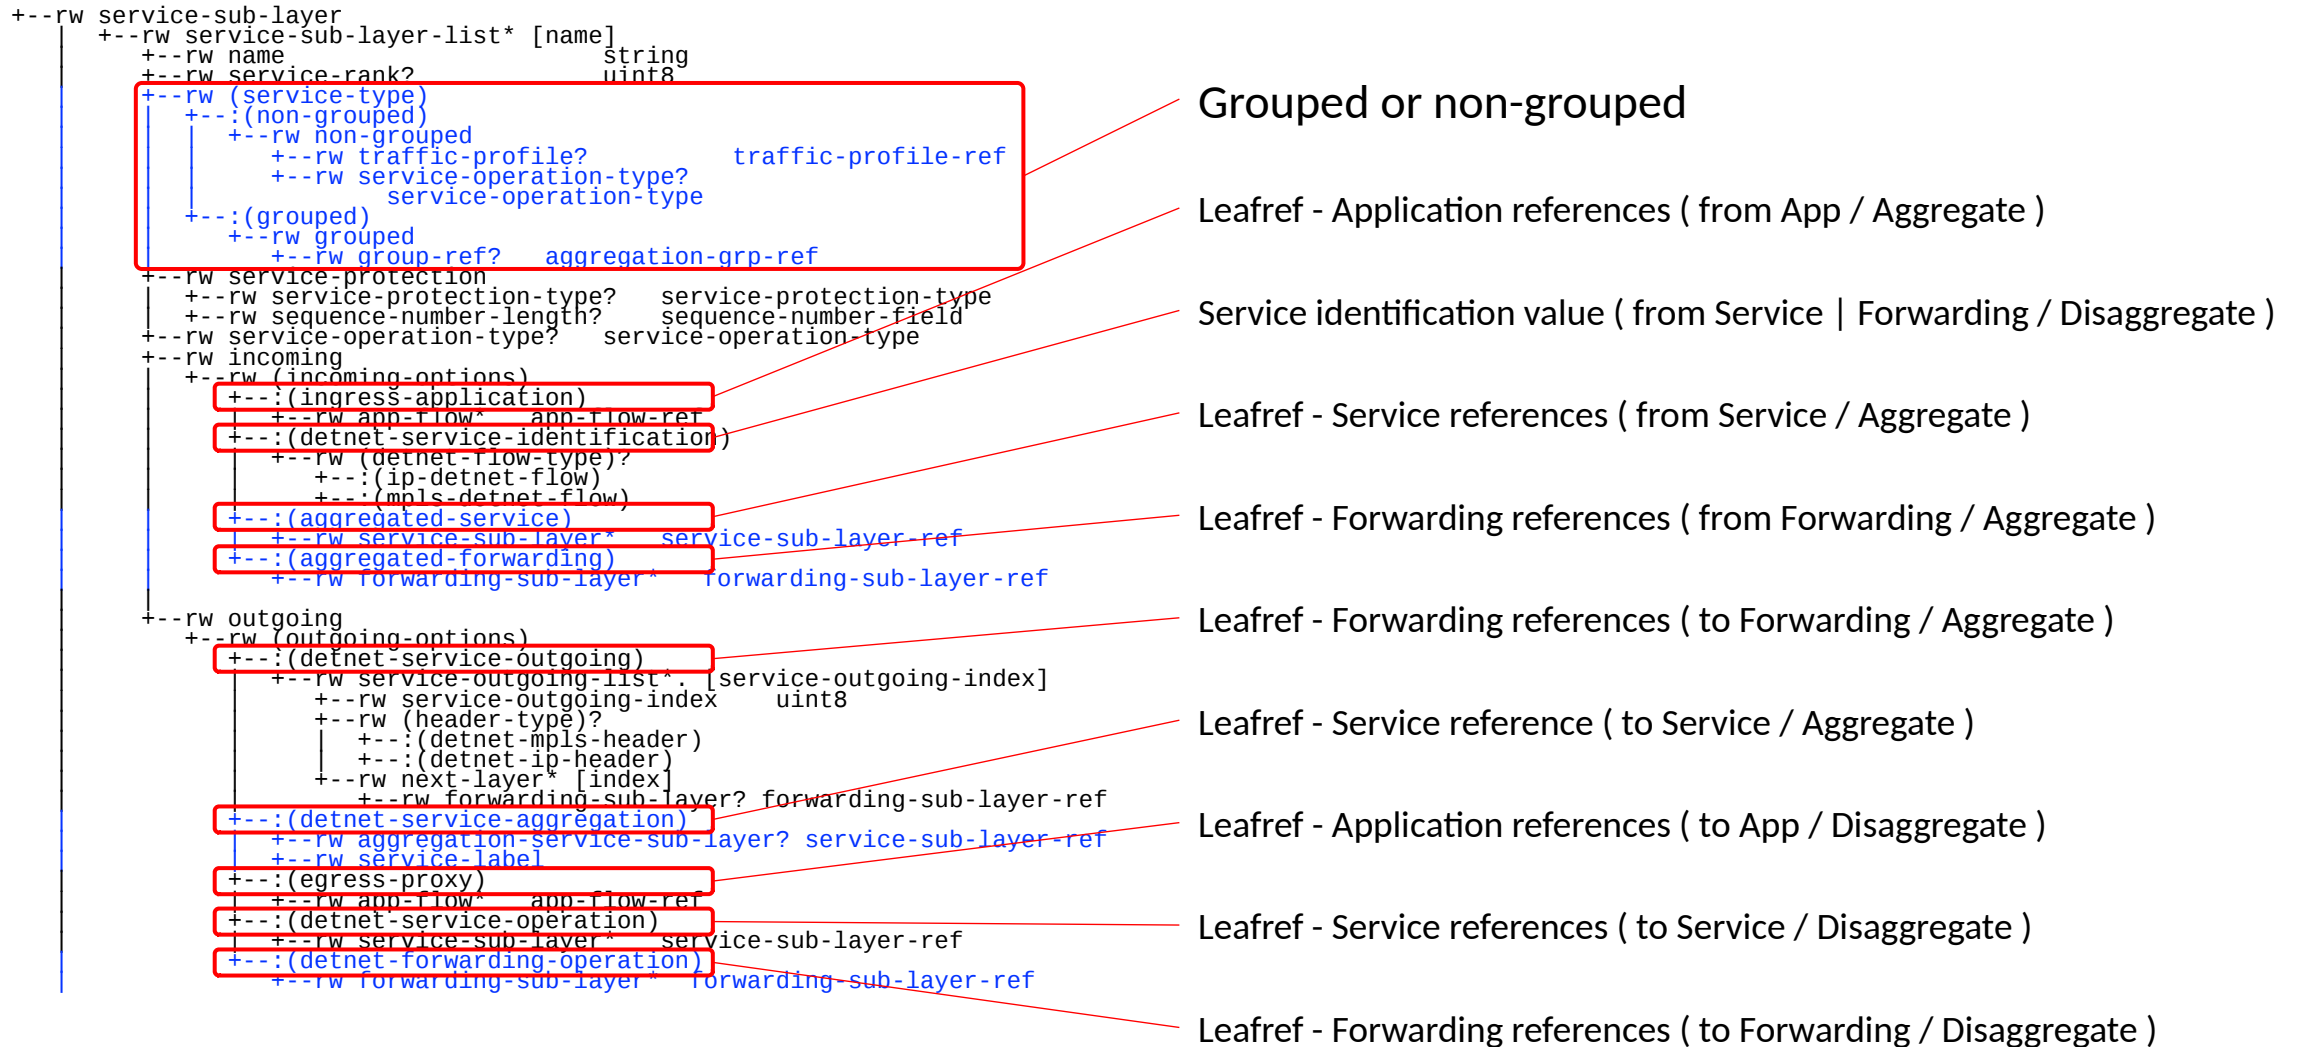 +--rw service-sub-layer
|  +--rw service-sub-layer-list* [name]
|     +--rw name                      string
|     +--rw service-rank?             uint8
|     +--rw (service-type)
|     |  +--:(non-grouped)
|     |  |  +--rw non-grouped
|     |  |     +--rw traffic-profile?          traffic-profile-ref
|     |  |     +--rw service-operation-type?
|     |  |             service-operation-type
|     |  +--:(grouped)
|     |     +--rw grouped
|     |        +--rw group-ref?   aggregation-grp-ref
|     +--rw service-protection
|     |  +--rw service-protection-type?   service-protection-type
|     |  +--rw sequence-number-length?    sequence-number-field
|     +--rw service-operation-type?   service-operation-type
|     +--rw incoming
|     |  +--rw (incoming-options)
|     |     +--:(ingress-application)
|     |     |  +--rw app-flow*   app-flow-ref
|     |     +--:(detnet-service-identification)
|     |     |  +--rw (detnet-flow-type)?
|     |     |     +--:(ip-detnet-flow)
|     |     |     +--:(mpls-detnet-flow)
|     |     +--:(aggregated-service)
|     |     |  +--rw service-sub-layer*   service-sub-layer-ref
|     |     +--:(aggregated-forwarding)
|     |        +--rw forwarding-sub-layer*   forwarding-sub-layer-ref
|     |
|     +--rw outgoing
|        +--rw (outgoing-options)
|           +--:(detnet-service-outgoing)
|           |  +--rw service-outgoing-list*. [service-outgoing-index]
|           |     +--rw service-outgoing-index    uint8
|           |     +--rw (header-type)?
|           |     |  +--:(detnet-mpls-header)
|           |     |  +--:(detnet-ip-header)
|           |     +--rw next-layer* [index]
|           |        +--rw forwarding-sub-layer? forwarding-sub-layer-ref
|           +--:(detnet-service-aggregation)
|           |  +--rw aggregation-service-sub-layer? service-sub-layer-ref
|           |  +--rw service-label
|           +--:(egress-proxy)
|           |  +--rw app-flow*   app-flow-ref
|           +--:(detnet-service-operation)
|           |  +--rw service-sub-layer*   service-sub-layer-ref
|           +--:(detnet-forwarding-operation)
|              +--rw forwarding-sub-layer*  forwarding-sub-layer-ref
Grouped or non-grouped
Leafref - Application references ( from App / Aggregate )
Service identification value ( from Service | Forwarding / Disaggregate )
Leafref - Service references ( from Service / Aggregate )
Leafref - Forwarding references ( from Forwarding / Aggregate )
Leafref - Forwarding references ( to Forwarding / Aggregate )
Leafref - Service reference ( to Service / Aggregate )
Leafref - Application references ( to App / Disaggregate )
Leafref - Service references ( to Service / Disaggregate )
Leafref - Forwarding references ( to Forwarding / Disaggregate )